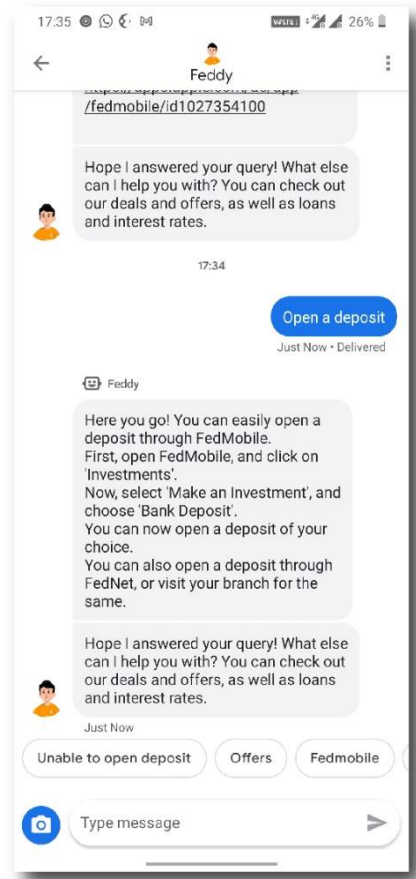 17:35
VoLTE 4G 26%
Feddy
/fedmobile/id1027354100
Hope I answered your query! What else
can I help you with? You can check out
our deals and offers, as well as loans
and interest rates.
17:34
Open a deposit
Just Now • Delivered
Feddy
Here you go! You can easily open a
deposit through FedMobile.
First, open FedMobile, and click on
'Investments'.
Now, select 'Make an Investment', and
choose 'Bank Deposit'.
You can now open a deposit of your
choice.
You can also open a deposit through
FedNet, or visit your branch for the
same.
Hope I answered your query! What else
can I help you with? You can check out
our deals and offers, as well as loans
and interest rates.
Just Now
Unable to open deposit
Offers
Fedmobile
Type message